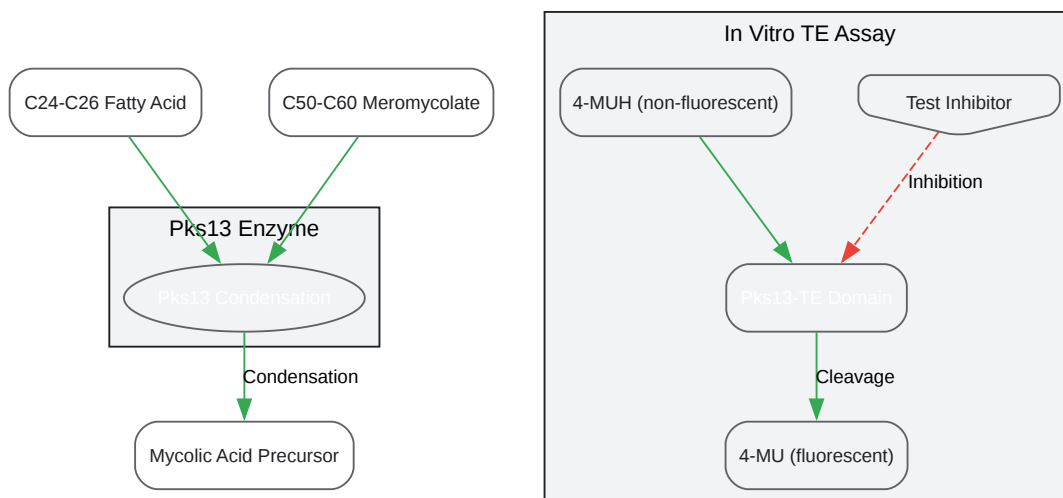 In Vitro TE Assay
C24-C26 Fatty Acid
C50-C60 Meromycolate
4-MUH (non-fluorescent)
Test Inhibitor
Inhibition
Pks13 Enzyme
Pks13 Condensation
Pks13-TE Domain
Condensation
Cleavage
Mycolic Acid Precursor
4-MU (fluorescent)